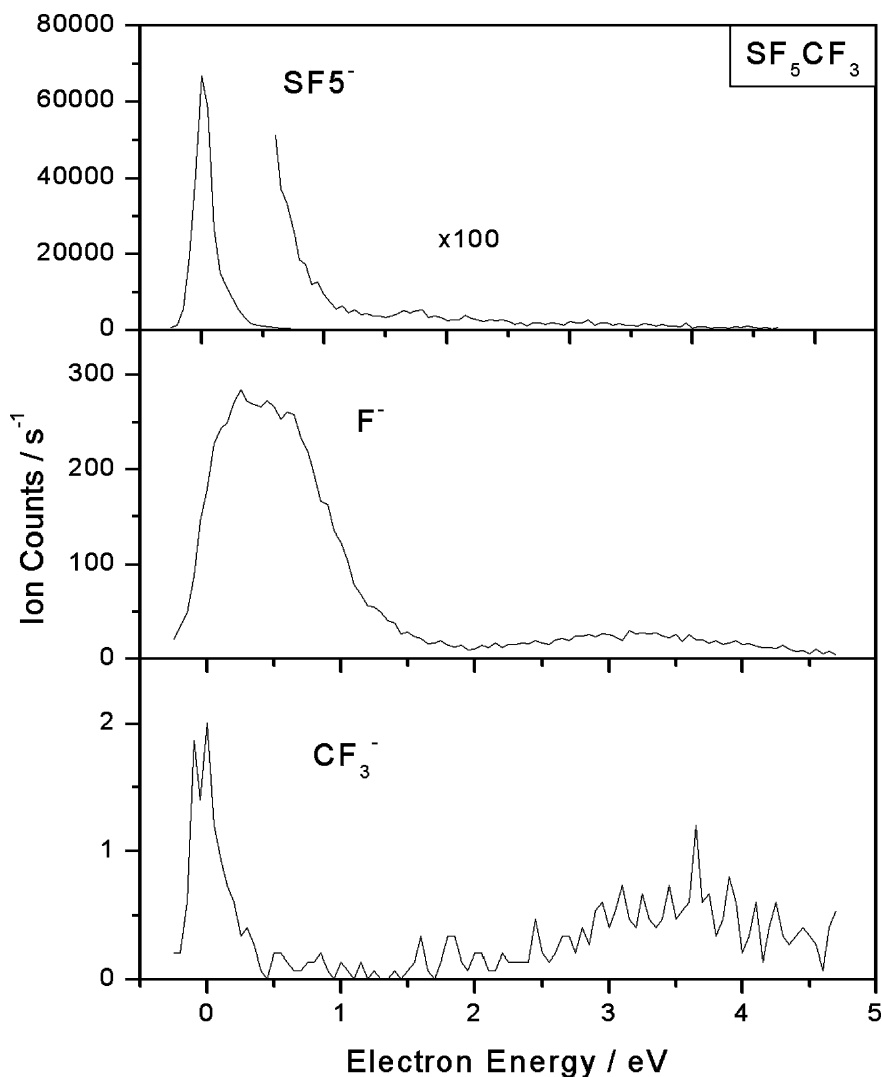 SF₅CF₃
SF5⁻
x100
80000
60000
40000
20000
0
F⁻
300
200
100
0
CF₃⁻
2
1
0
0 1 2 3 4 5
Ion Counts / s⁻¹
Electron Energy / eV